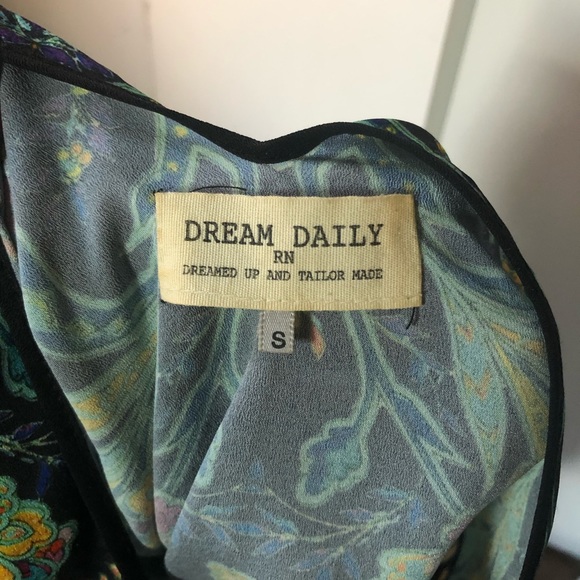 DREAM DAILY
RN
DREAMED UP AND TAILOR MADE
S